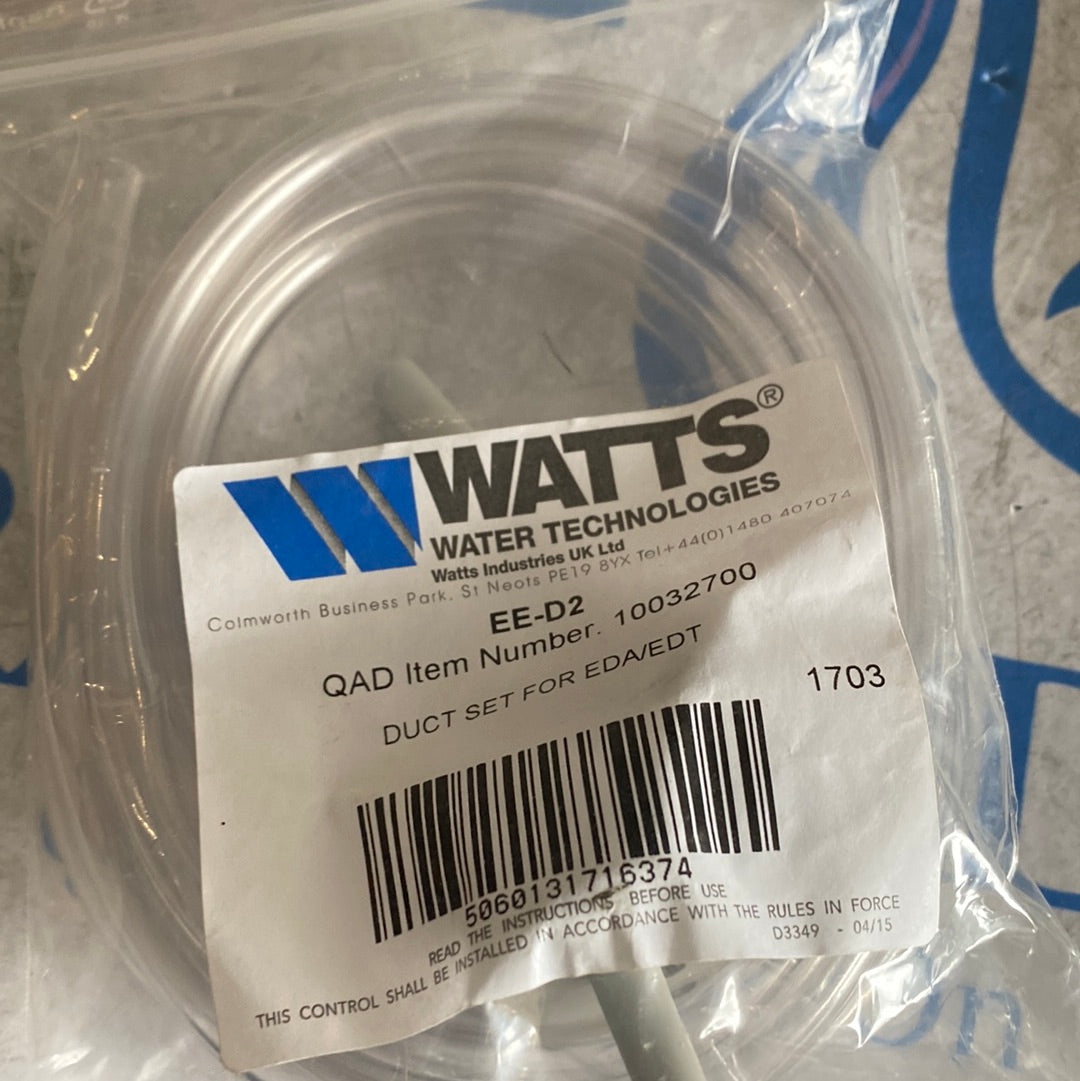 WATTS®
WATER TECHNOLOGIES
Watts Industries UK Ltd
Colmworth Business Park. St Neots PE19 8YX Tel+44(0)1480 407074
EE-D2
QAD Item Number. 10032700
DUCT SET FOR EDA/EDT
1703
5060131716374
READ THE INSTRUCTIONS BEFORE USE
THIS CONTROL SHALL BE INSTALLED IN ACCORDANCE WITH THE RULES IN FORCE
D3349 - 04/15